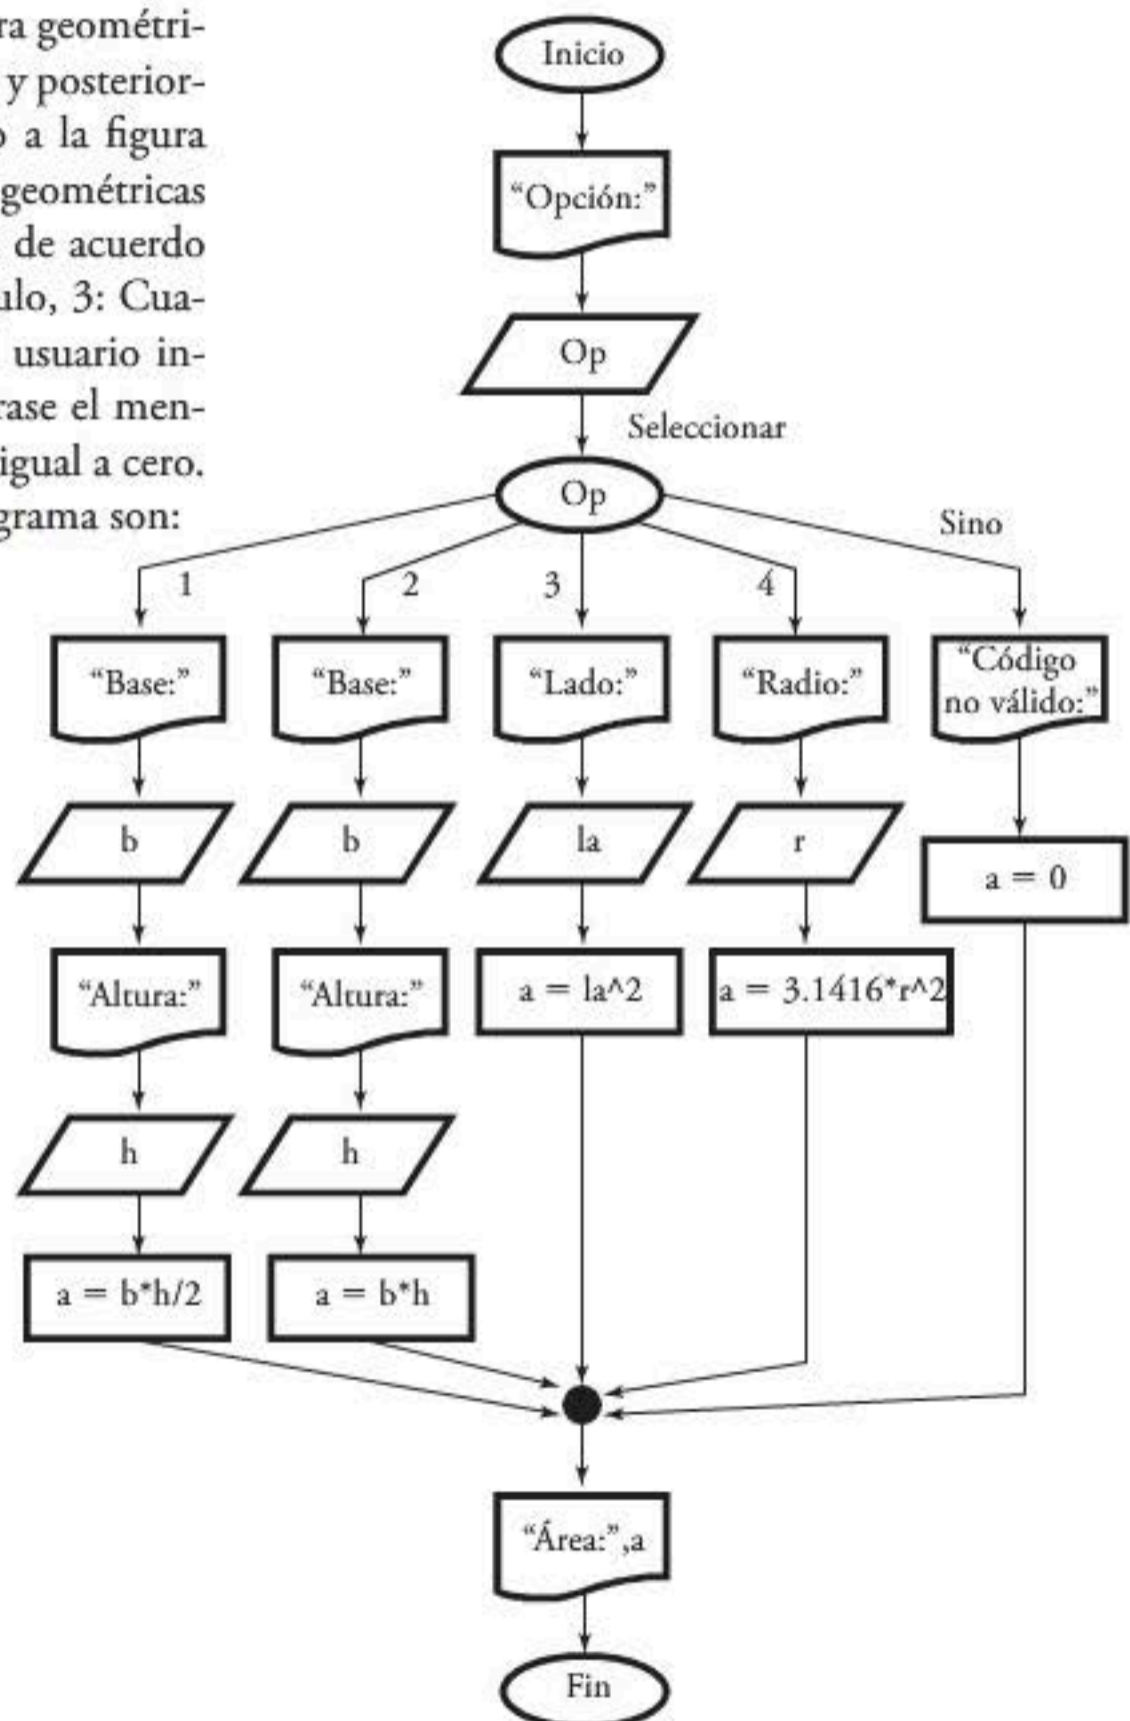 ra geométri-
y posterior-
o a la figura
geométricas
de acuerdo
ulo, 3: Cua-
usuario in-
rase el men-
igual a cero.
grama son:
Inicio
“Opción:”
Op
Seleccionar
Op
Sino
1
2
3
4
“Base:”
“Base:”
“Lado:”
“Radio:”
“Código
no válido:”
b
b
la
r
a = 0
“Altura:”
“Altura:”
a = la^2
a = 3.1416*r^2
h
h
a = b*h/2
a = b*h
“Área:”,a
Fin